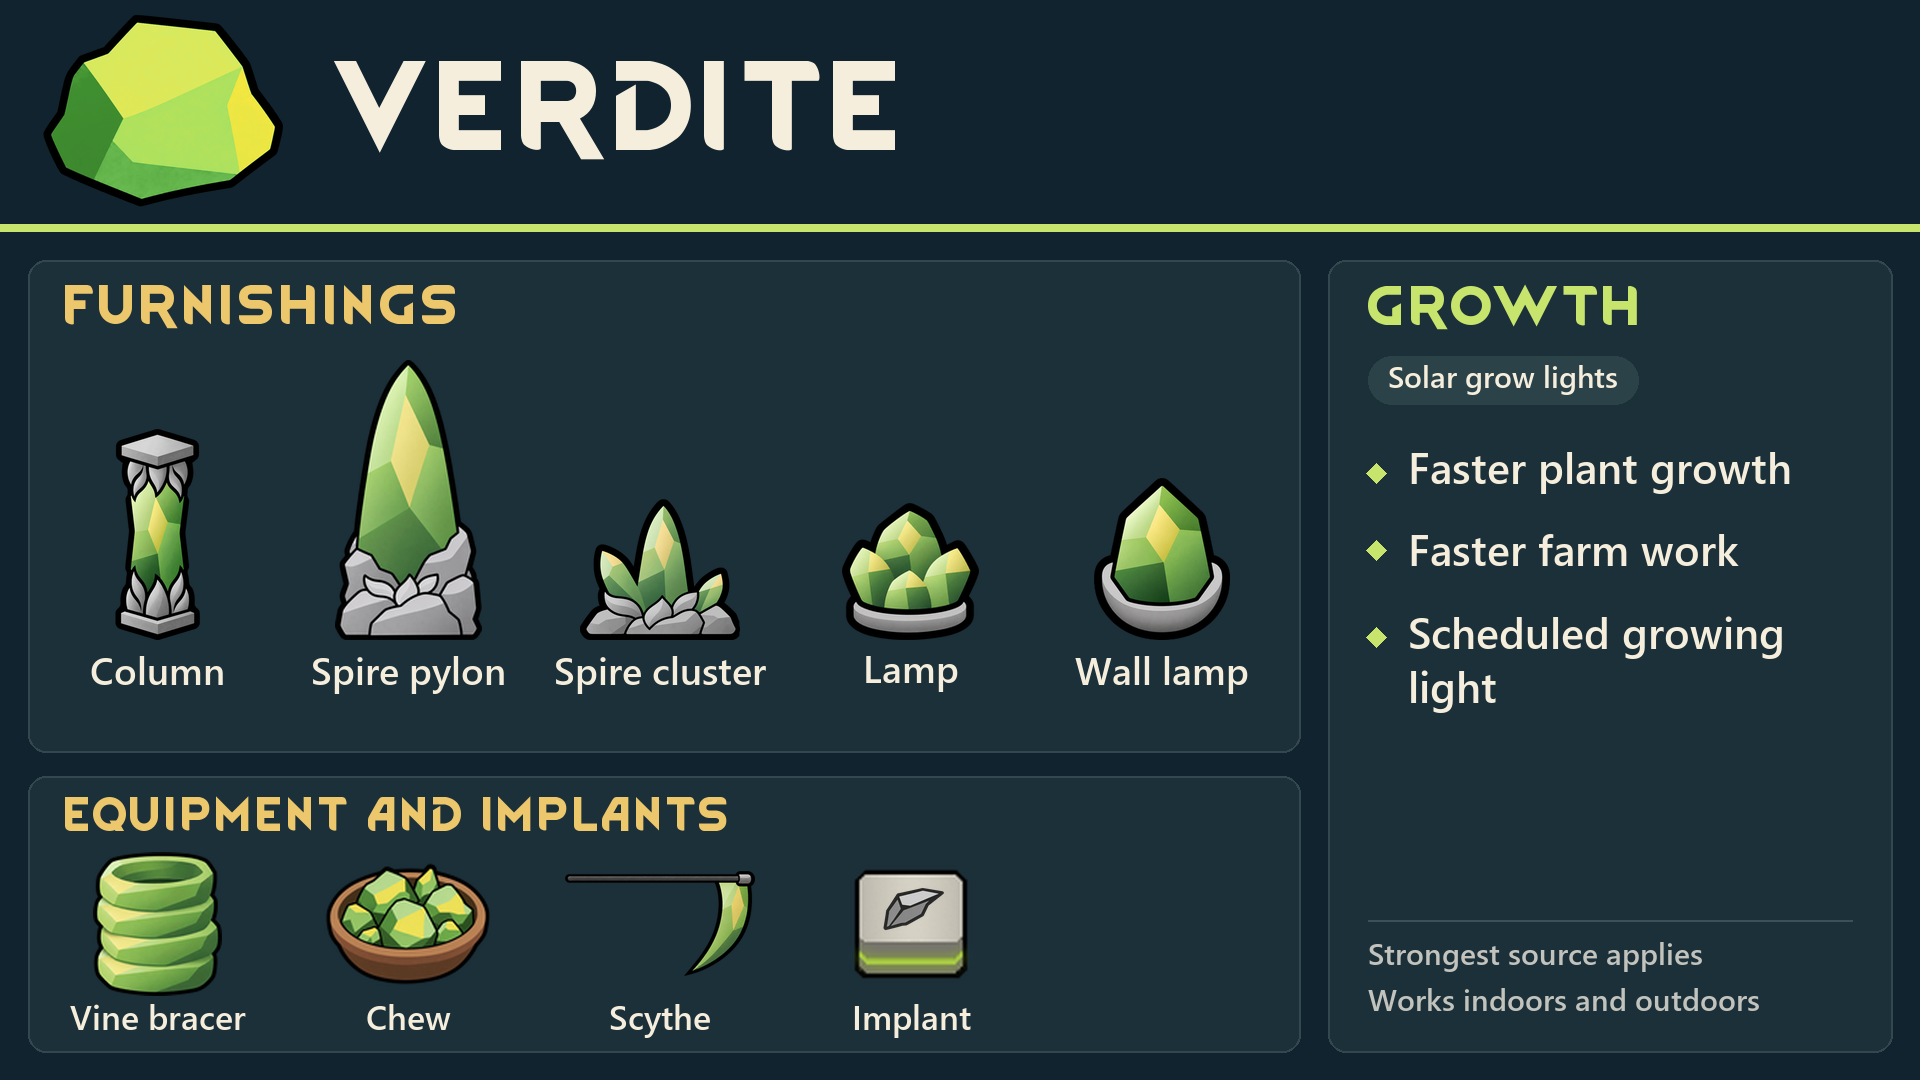 VERDITE
FURNISHINGS
Column
Spire pylon
Spire cluster
Lamp
Wall lamp
EQUIPMENT AND IMPLANTS
Vine bracer
Chew
Scythe
Implant
GROWTH
Solar grow lights
Faster plant growth
Faster farm work
Scheduled growing
light
Strongest source applies
Works indoors and outdoors